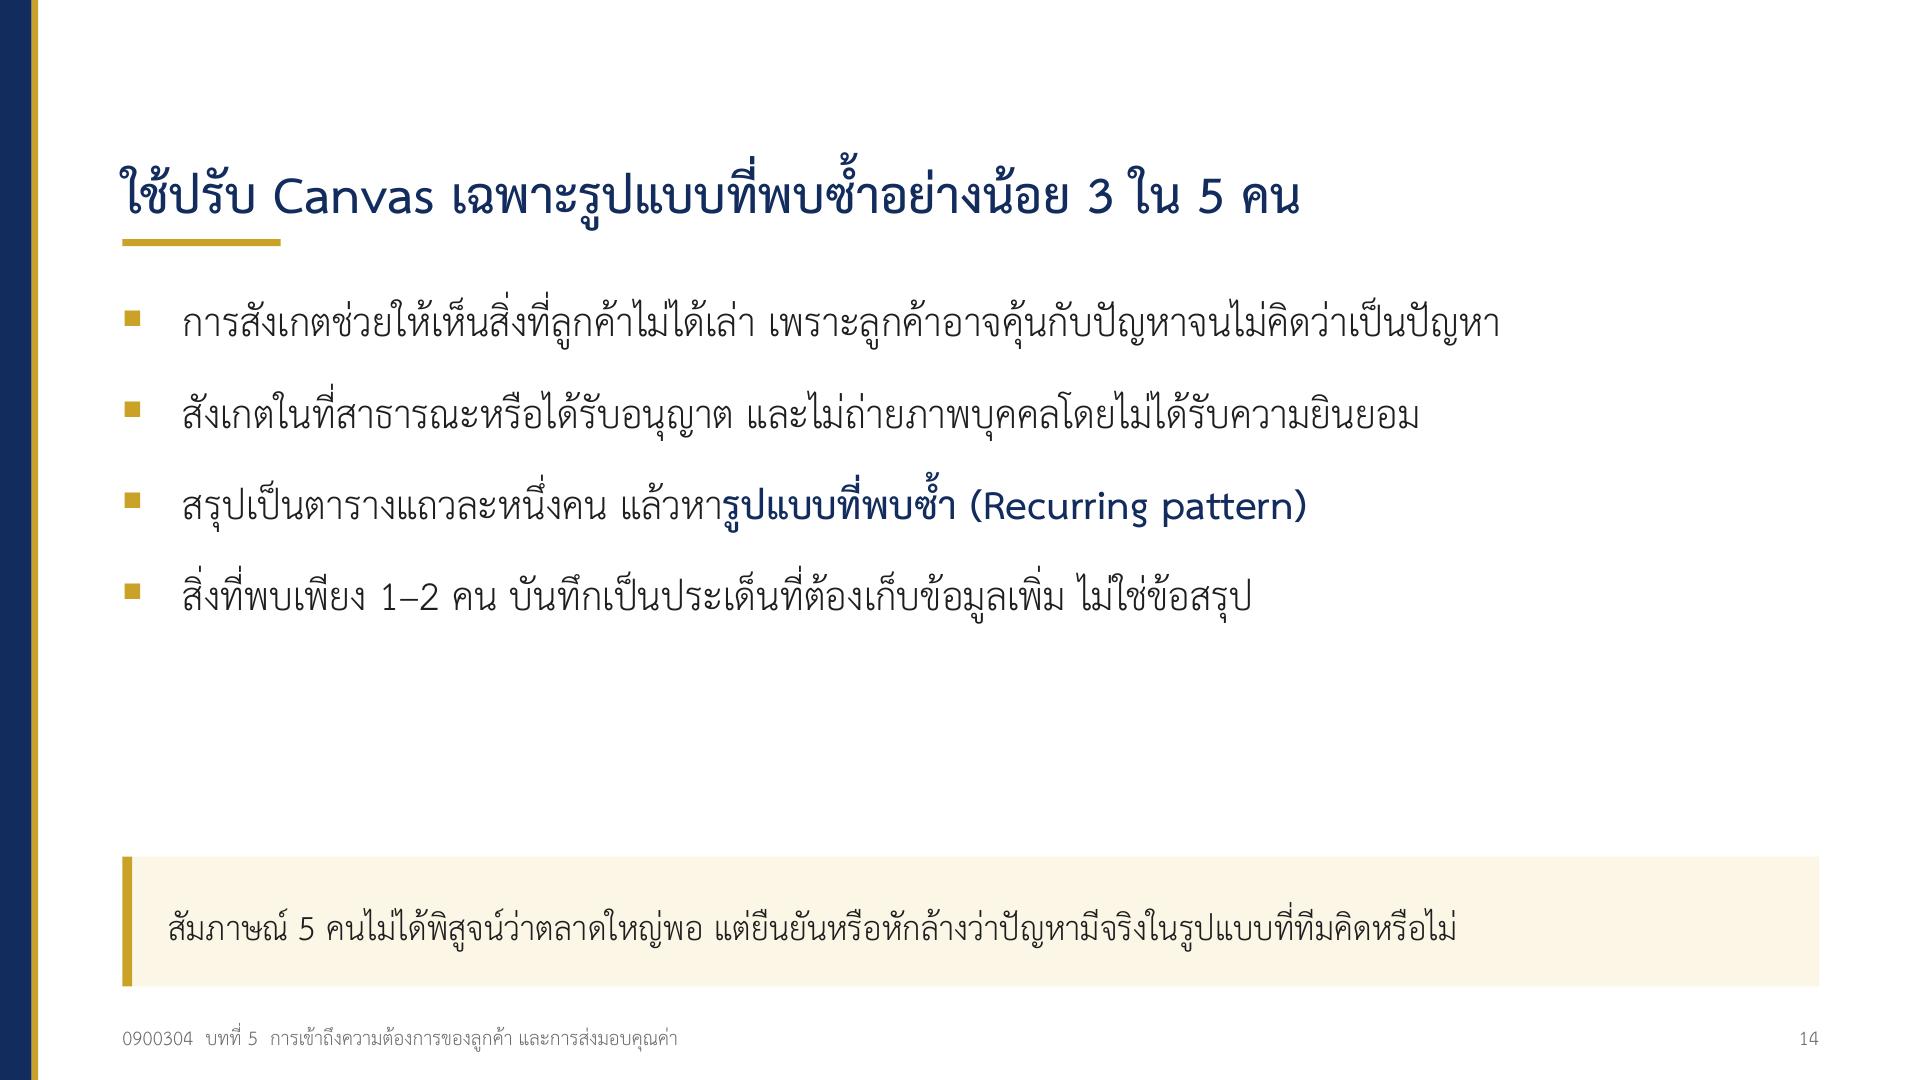 ใช้ปรับ Canvas เฉพาะรูปแบบที่พบซ้ำอย่างน้อย 3 ใน 5 คน
การสังเกตช่วยให้เห็นสิ่งที่ลูกค้าไม่ได้เล่า เพราะลูกค้าอาจคุ้นกับปัญหาจนไม่คิดว่าเป็นปัญหา
สังเกตในที่สาธารณะหรือได้รับอนุญาต และไม่ถ่ายภาพบุคคลโดยไม่ได้รับความยินยอม
สรุปเป็นตารางแถวละหนึ่งคน แล้วหารูปแบบที่พบซ้ำ (Recurring pattern)
สิ่งที่พบเพียง 1–2 คน บันทึกเป็นประเด็นที่ต้องเก็บข้อมูลเพิ่ม ไม่ใช่ข้อสรุป
สัมภาษณ์ 5 คนไม่ได้พิสูจน์ว่าตลาดใหญ่พอ แต่ยืนยันหรือหักล้างว่าปัญหามีจริงในรูปแบบที่ทีมคิดหรือไม่
0900304 บทที่ 5 การเข้าถึงความต้องการของลูกค้า และการส่งมอบคุณค่า
14